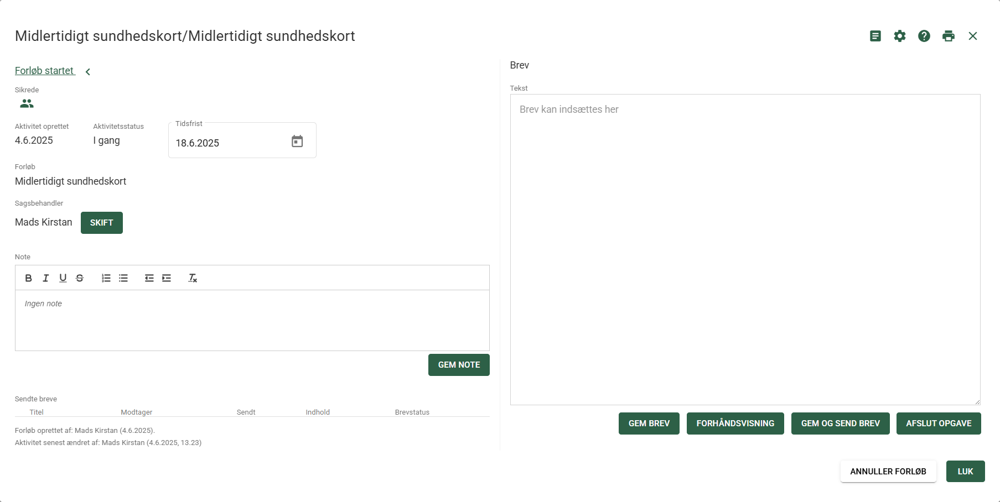 Midlertidigt sundhedskort/Midlertidigt sundhedskort
Forløb startet
Sikrede
Aktivitet oprettet
4.6.2025
Aktivitetsstatus
I gang
Tidsfrist
18.6.2025
Forløb
Midlertidigt sundhedskort
Sagsbehandler
Mads Kirstan
SKIFT
Note
Ingen note
GEM NOTE
Sendte breve
Titel Modtager Sendt Indhold Brevstatus
Forløb oprettet af: Mads Kirstan (4.6.2025).
Aktivitet senest ændret af: Mads Kirstan (4.6.2025, 13.23)
Brev
Tekst
Brev kan indsættes her
GEM BREV FORHÅNDSVISNING GEM OG SEND BREV AFSLUT OPGAVE
ANNULLER FORLØB LUK